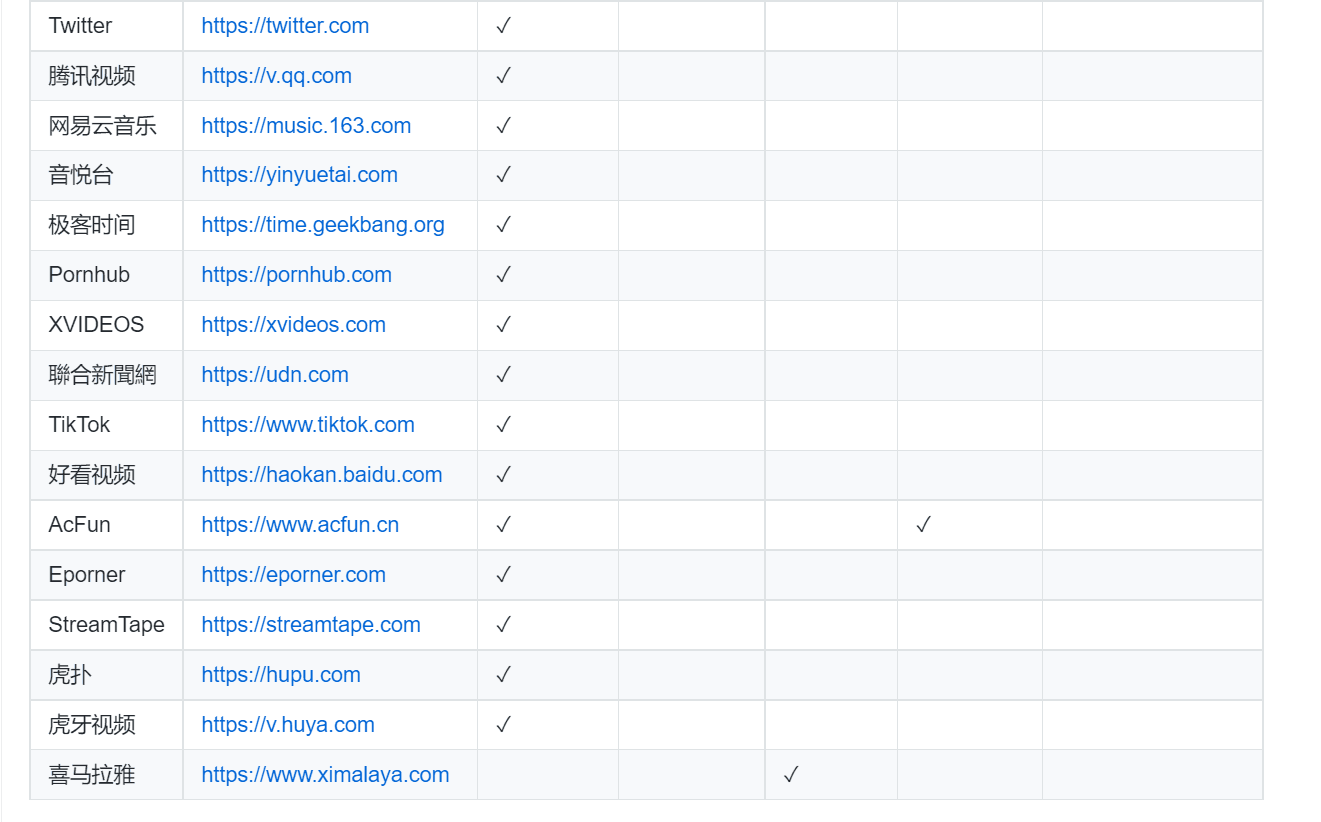 Twitter https://twitter.com ✓
腾讯视频 https://v.qq.com ✓
网易云音乐 https://music.163.com ✓
音悦台 https://yinyuetai.com ✓
极客时间 https://time.geekbang.org ✓
Pornhub https://pornhub.com ✓
XVIDEOS https://xvideos.com ✓
聯合新聞網 https://udn.com ✓
TikTok https://www.tiktok.com ✓
好看视频 https://haokan.baidu.com ✓
AcFun https://www.acfun.cn ✓ ✓
Eporner https://eporner.com ✓
StreamTape https://streamtape.com ✓
虎扑 https://hupu.com ✓
虎牙视频 https://v.huya.com ✓
喜马拉雅 https://www.ximalaya.com ✓